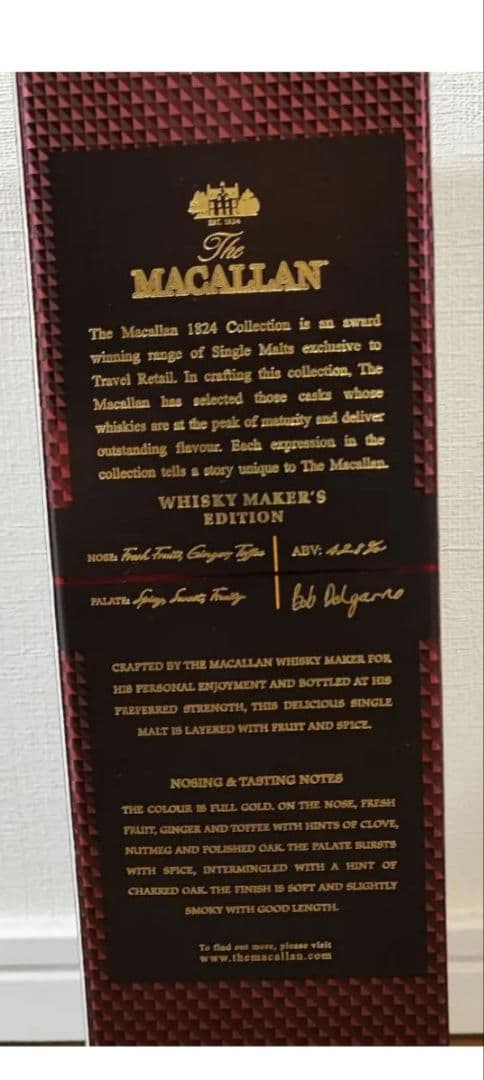 EST. 1824
The
MACALLAN
The Macallan 1824 Collection is an award
winning range of Single Malts exclusive to
Travel Retail. In crafting this collection, The
Macallan has selected those casks whose
whiskies are at the peak of maturity and deliver
outstanding flavour. Each expression in the
collection tells a story unique to The Macallan.
WHISKY MAKER'S
EDITION
NOSE: Fresh Fruits, Ginger, Toffee
ABV: 42.8%
PALATE: Spicy, Sweet, Fruity
Bob Dalgarno
CRAFTED BY THE MACALLAN WHISKY MAKER FOR
HIS PERSONAL ENJOYMENT AND BOTTLED AT HIS
PREFERRED STRENGTH, THIS DELICIOUS SINGLE
MALT IS LAYERED WITH FRUIT AND SPICE.
NOSING & TASTING NOTES
THE COLOUR IS FULL GOLD. ON THE NOSE, FRESH
FRUIT, GINGER AND TOFFEE WITH HINTS OF CLOVE,
NUTMEG AND POLISHED OAK. THE PALATE BURSTS
WITH SPICE, INTERMINGLED WITH A HINT OF
CHARRED OAK. THE FINISH IS SOFT AND SLIGHTLY
SMOKY WITH GOOD LENGTH.
To find out more, please visit
www.themacallan.com